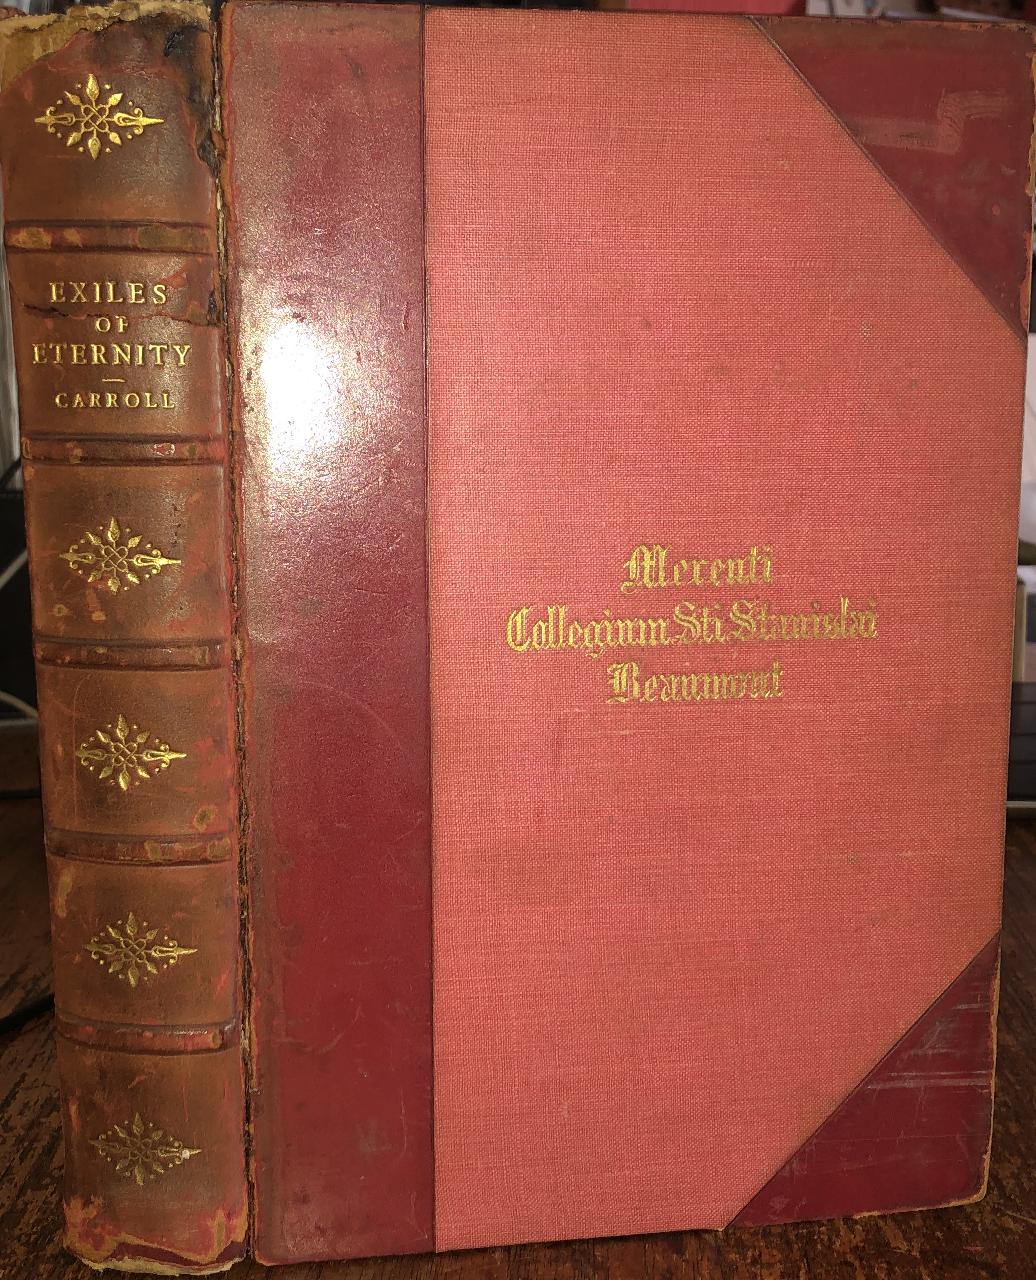 EXILES
OF
ETERNITY
CARROLL
Merenti
Collegium Sti Stanislai
Beaumont